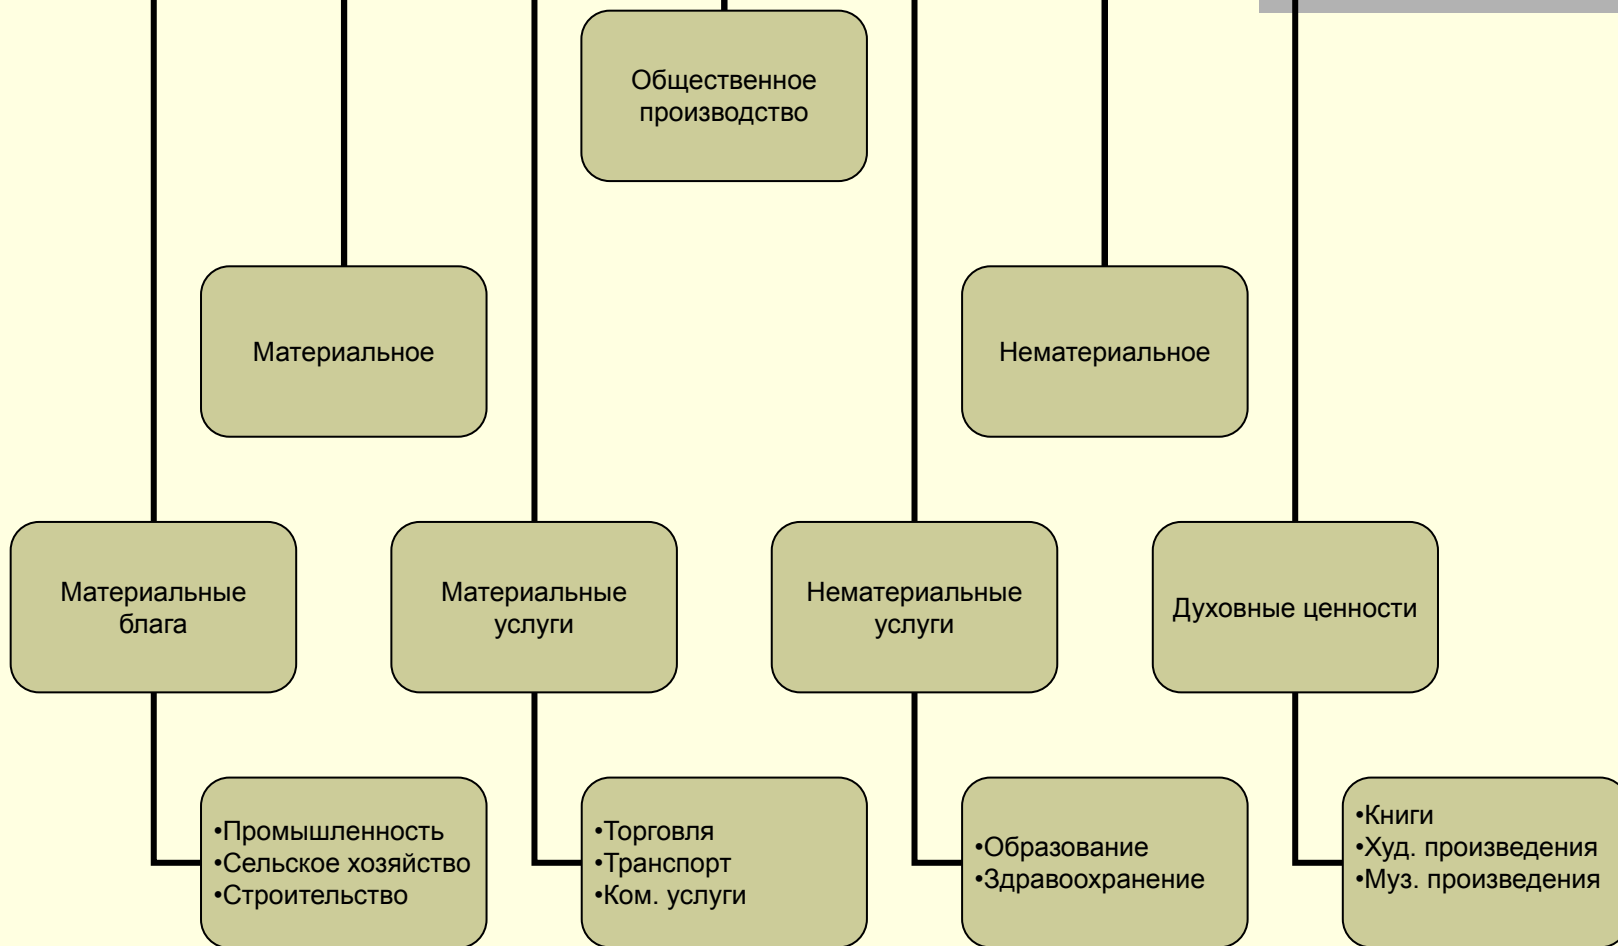 Общественное
производство
Материальное
Нематериальное
Материальные
блага
Материальные
услуги
Нематериальные
услуги
Духовные ценности
•Промышленность
•Сельское хозяйство
•Строительство
•Торговля
•Транспорт
•Ком. услуги
•Образование
•Здравоохранение
•Книги
•Худ. произведения
•Муз. произведения